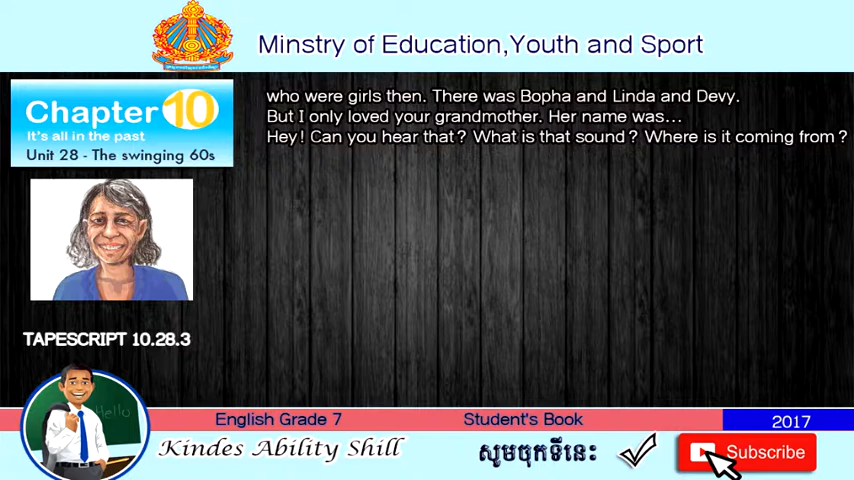 Minstry of Education,Youth and Sport
Chapter 10
It's all in the past
Unit 28 - The swinging 60s
who were girls then. There was Bopha and Linda and Devy.
But I only loved your grandmother. Her name was...
Hey! Can you hear that? What is that sound? Where is it coming from?
TAPESCRIPT 10.28.3
Hello
English Grade 7
Student's Book
2017
Kindes Ability Shill
សូមចុកទីនេះ
Subscribe